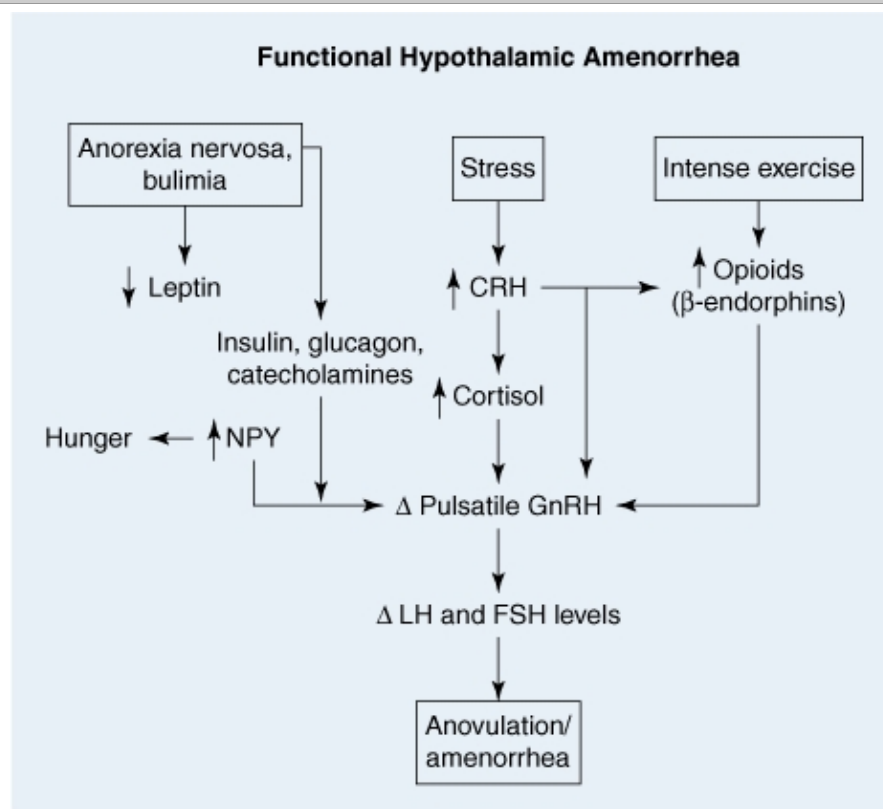 Functional Hypothalamic Amenorrhea
Anorexia nervosa,
bulimia
Stress
Intense exercise
↓ Leptin
↑ CRH
↑ Opioids
(β-endorphins)
Insulin, glucagon,
catecholamines
↑ Cortisol
Hunger
↑ NPY
Δ Pulsatile GnRH
Δ LH and FSH levels
Anovulation/
amenorrhea